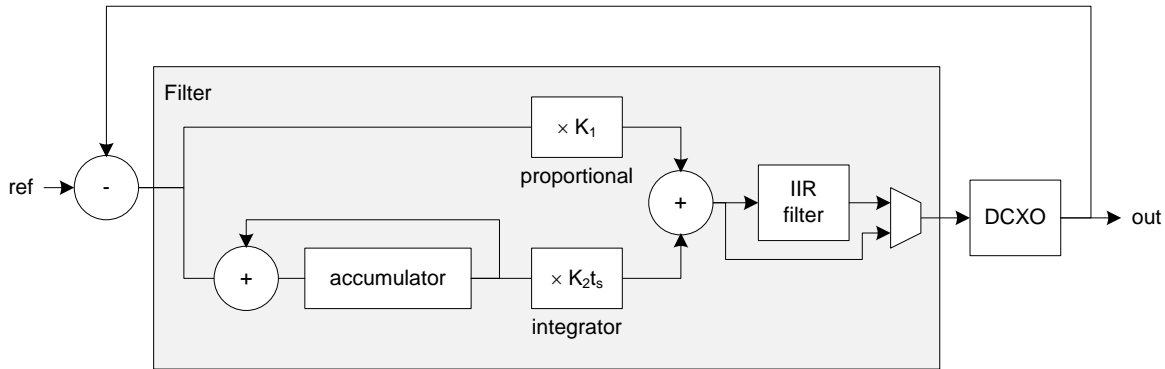 Filter
× K₁
proportional
ref
-
+
IIR
filter
DCXO
out
+
accumulator
× K₂tₛ
integrator